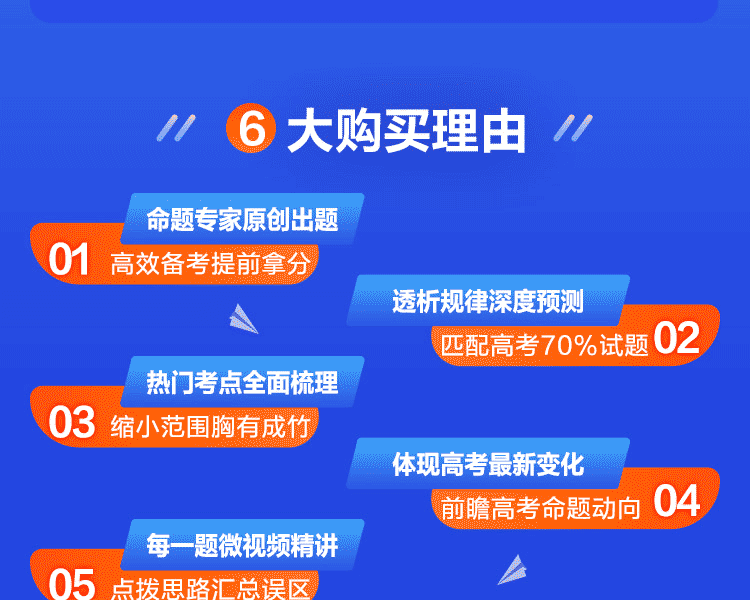 6大购买理由
命题专家原创出题
01 高效备考提前拿分
透析规律深度预测
匹配高考70%试题 02
热门考点全面梳理
03 缩小范围胸有成竹
体现高考最新变化
前瞻高考命题动向 04
每一题微视频精讲
05 点拨思路汇总误区